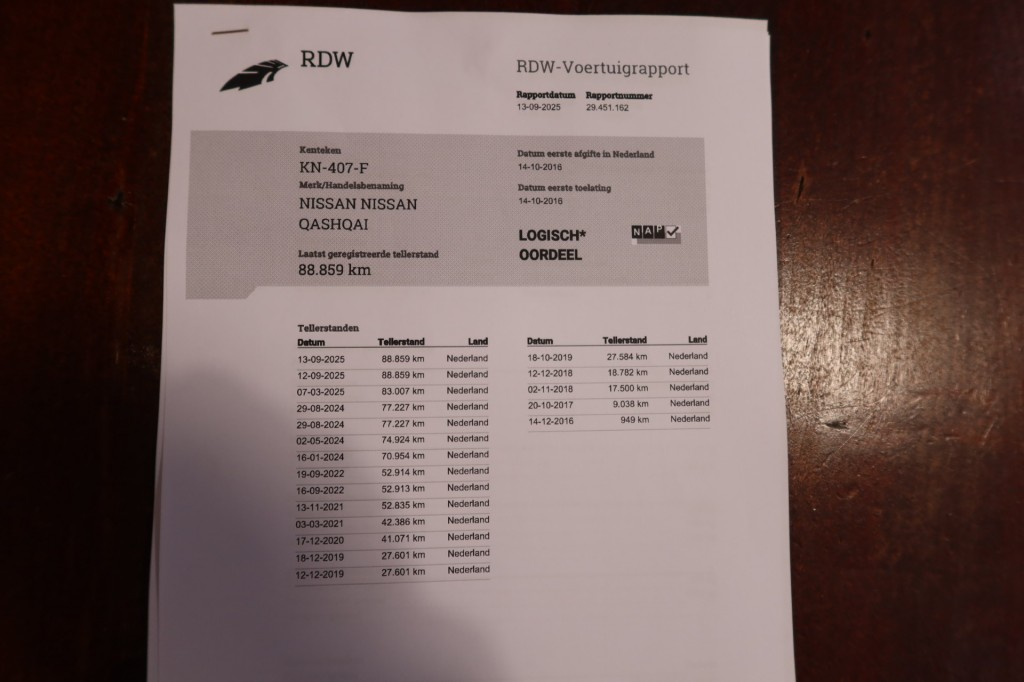 RDW
RDW-Voertuigrapport
Rapportdatum Rapportnummer
13-09-2025 29.451.162
Kenteken
KN-407-F
Merk/Handelsbenaming
NISSAN NISSAN
QASHQAI
Laatst geregistreerde tellerstand
88.859 km
Datum eerste afgifte in Nederland
14-10-2016
Datum eerste toelating
14-10-2016
LOGISCH*
OORDEEL
NAP
Tellerstanden
Datum Tellerstand Land
13-09-2025 88.859 km Nederland
12-09-2025 88.859 km Nederland
07-03-2025 83.007 km Nederland
29-08-2024 77.227 km Nederland
29-08-2024 77.227 km Nederland
02-05-2024 74.924 km Nederland
16-01-2024 70.954 km Nederland
19-09-2022 52.914 km Nederland
16-09-2022 52.913 km Nederland
13-11-2021 52.835 km Nederland
03-03-2021 42.386 km Nederland
17-12-2020 41.071 km Nederland
18-12-2019 27.601 km Nederland
12-12-2019 27.601 km Nederland
Datum Tellerstand Land
18-10-2019 27.584 km Nederland
12-12-2018 18.782 km Nederland
02-11-2018 17.500 km Nederland
20-10-2017 9.038 km Nederland
14-12-2016 949 km Nederland